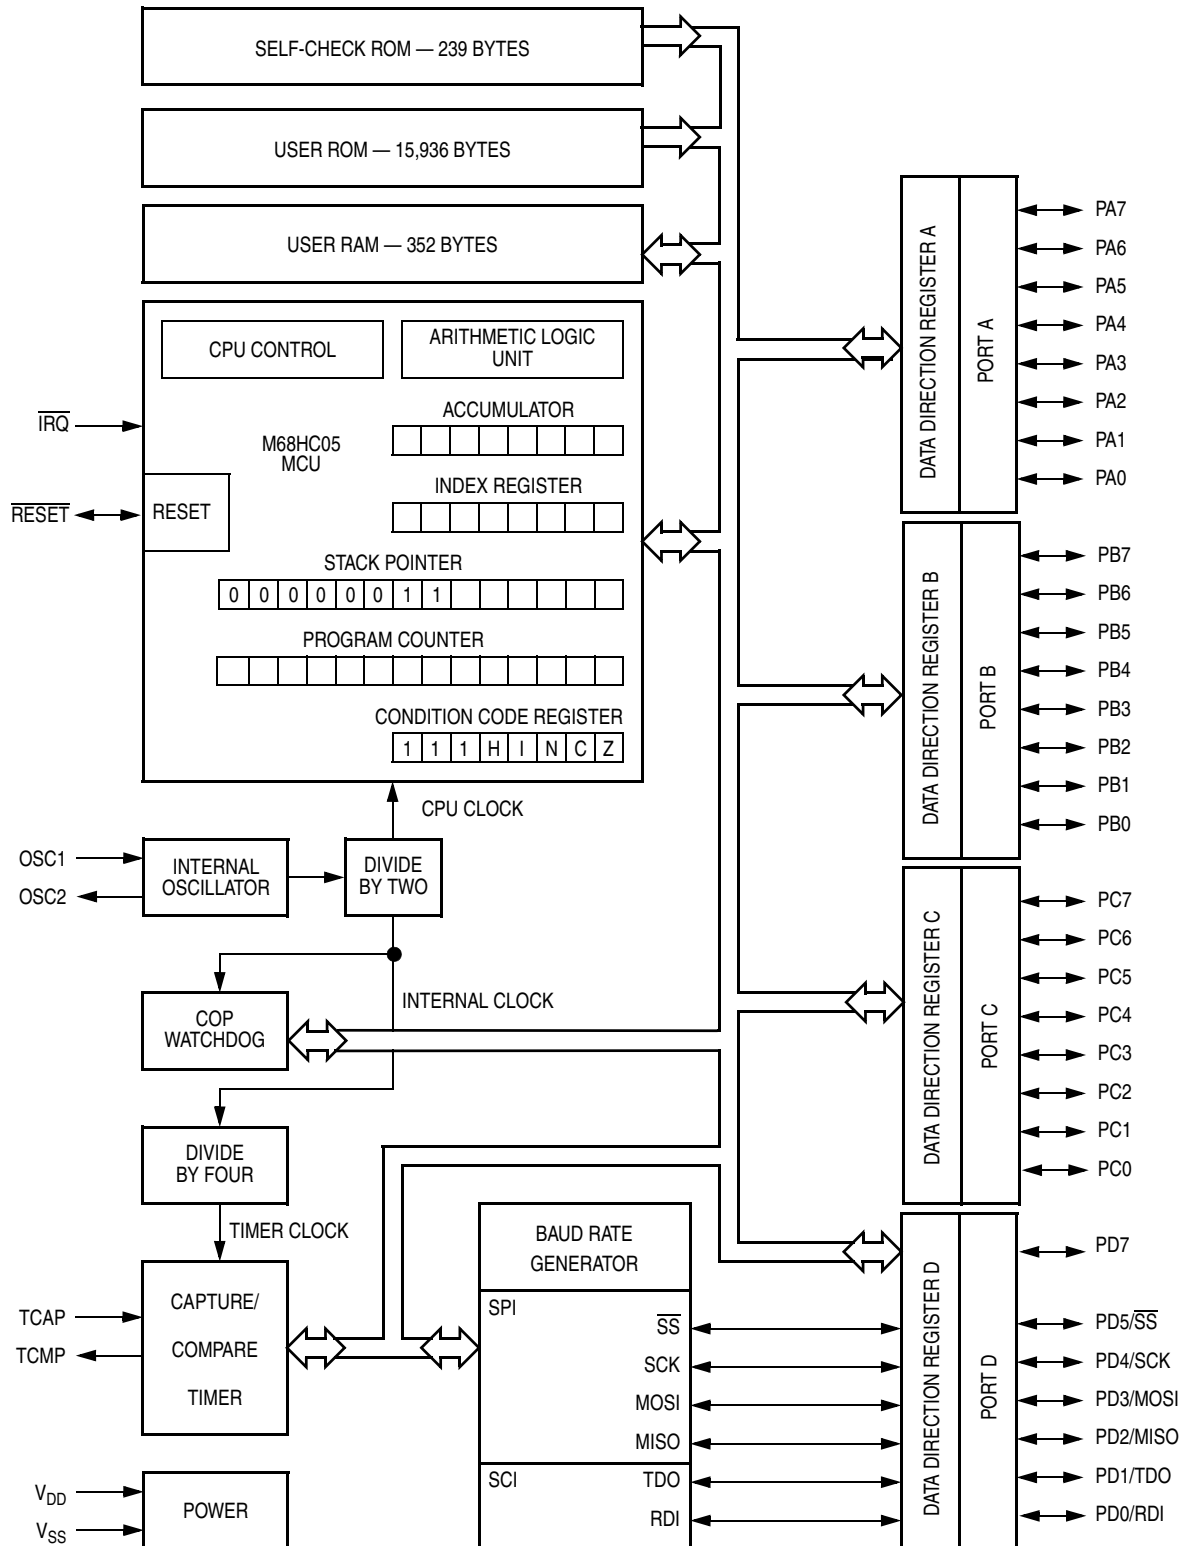 SELF-CHECK ROM — 239 BYTES
USER ROM — 15,936 BYTES
USER RAM — 352 BYTES
CPU CONTROL
ARITHMETIC LOGIC
UNIT
ACCUMULATOR
M68HC05
MCU
IRQ
INDEX REGISTER
RESET
RESET
STACK POINTER
0 0 0 0 0 0 1 1
PROGRAM COUNTER
CONDITION CODE REGISTER
1 1 1 H I N C Z
CPU CLOCK
OSC1
OSC2
INTERNAL
OSCILLATOR
DIVIDE
BY TWO
INTERNAL CLOCK
COP
WATCHDOG
DIVIDE
BY FOUR
TIMER CLOCK
TCAP
TCMP
CAPTURE/
COMPARE
TIMER
VDD
VSS
POWER
BAUD RATE
GENERATOR
SPI
SS
SCK
MOSI
MISO
SCI
TDO
RDI
DATA DIRECTION REGISTER A
PORT A
PA7
PA6
PA5
PA4
PA3
PA2
PA1
PA0
DATA DIRECTION REGISTER B
PORT B
PB7
PB6
PB5
PB4
PB3
PB2
PB1
PB0
DATA DIRECTION REGISTER C
PORT C
PC7
PC6
PC5
PC4
PC3
PC2
PC1
PC0
DATA DIRECTION REGISTER D
PORT D
PD7
PD5/SS
PD4/SCK
PD3/MOSI
PD2/MISO
PD1/TDO
PD0/RDI